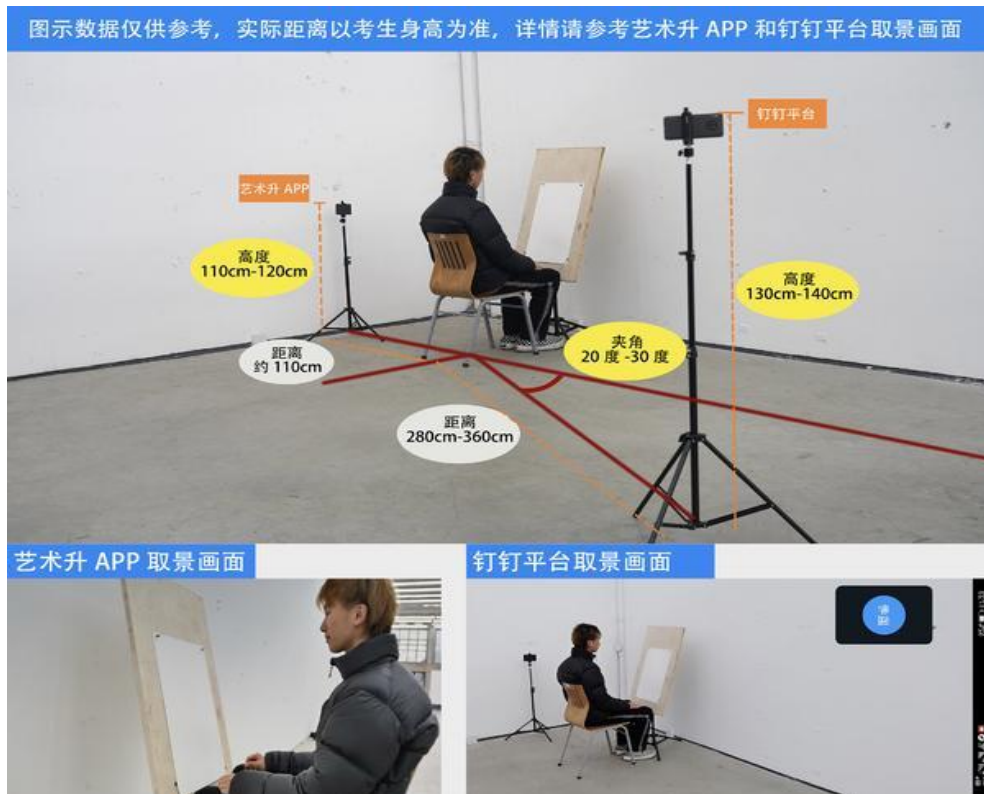 图示数据仅供参考，实际距离以考生身高为准，详情请参考艺术升 APP 和钉钉平台取景画面
钉钉平台
艺术升 APP
高度
110cm-120cm
高度
130cm-140cm
夹角
20 度 -30 度
距离
约 110cm
距离
280cm-360cm
艺术升 APP 取景画面
钉钉平台取景画面